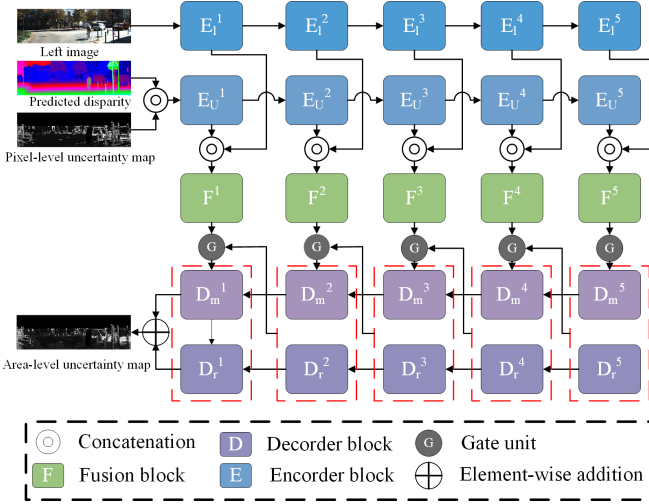 E_l^1 E_l^2 E_l^3 E_l^4 E_l^5
Left image
Predicted disparity
E_U^1 E_U^2 E_U^3 E_U^4 E_U^5
Pixel-level uncertainty map
F^1 F^2 F^3 F^4 F^5
G G G G G
D_m^1 D_m^2 D_m^3 D_m^4 D_m^5
Area-level uncertainty map
D_r^1 D_r^2 D_r^3 D_r^4 D_r^5
Concatenation D Decorder block G Gate unit
F Fusion block E Encorder block Element-wise addition